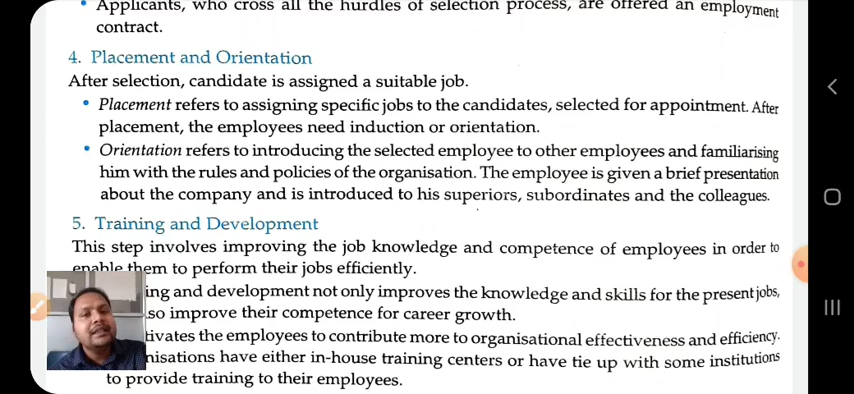 Applicants, who cross all the hurdles of selection process, are offered an employment
contract.
4. Placement and Orientation
After selection, candidate is assigned a suitable job.
• Placement refers to assigning specific jobs to the candidates, selected for appointment. After
placement, the employees need induction or orientation.
• Orientation refers to introducing the selected employee to other employees and familiarising
him with the rules and policies of the organisation. The employee is given a brief presentation
about the company and is introduced to his superiors, subordinates and the colleagues.
5. Training and Development
This step involves improving the job knowledge and competence of employees in order to
enable them to perform their jobs efficiently.
ing and development not only improves the knowledge and skills for the present jobs,
so improve their competence for career growth.
tivates the employees to contribute more to organisational effectiveness and efficiency.
nisations have either in-house training centers or have tie up with some institutions
to provide training to their employees.